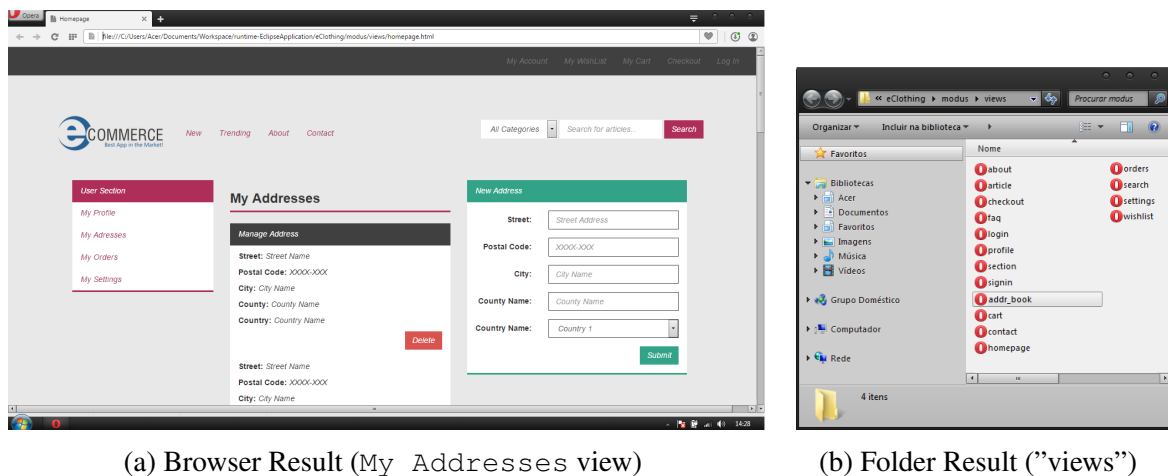 Opera
Homepage
file:///C:/Users/Acer/Documents/Workspace/runtime-EclipseApplication/eClothing/modus/views/homepage.html
My Account My WishList My Cart Checkout Log In
eCOMMERCE
Best App in the Market!
New Trending About Contact
All Categories Search for articles... Search
User Section
My Profile
My Adresses
My Orders
My Settings
My Addresses
Manage Address
Street: Street Name
Postal Code: XXXX-XXX
City: City Name
County: County Name
Country: Country Name
Delete
Street: Street Name
Postal Code: XXXX-XXX
City: City Name
New Address
Street: Street Address
Postal Code: XXXX-XXX
City: City Name
County Name: County Name
Country Name: Country 1
Submit
14:28
(a) Browser Result (My Addresses view)
« eClothing modus views
Procurar modus
Organizar Incluir na biblioteca
Favoritos
Bibliotecas
Acer
Documentos
Favoritos
Imagens
Música
Vídeos
Grupo Doméstico
Computador
Rede
Nome
about
article
checkout
faq
login
profile
section
signin
addr_book
cart
contact
homepage
orders
search
settings
wishlist
4 itens
(b) Folder Result ("views")